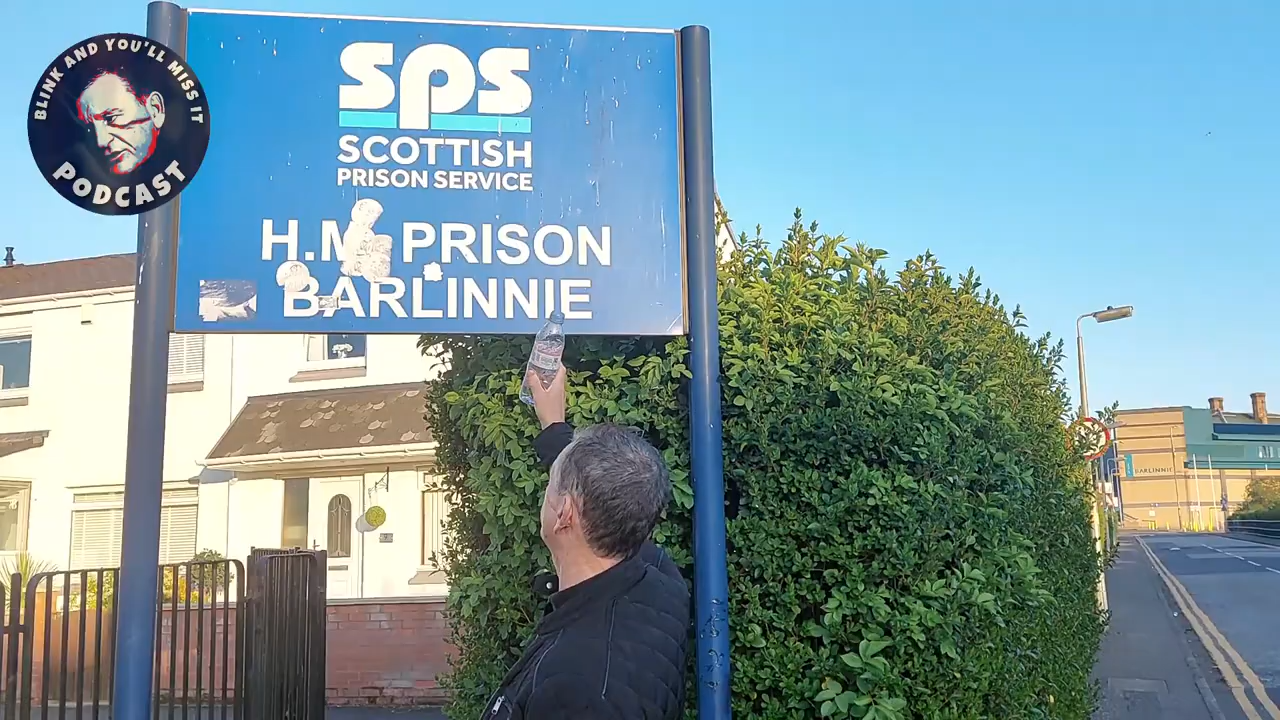 BLINK AND YOU'LL MISS IT
PODCAST
sps
SCOTTISH
PRISON SERVICE
H.M. PRISON
BARLINNIE
BARLINNIE